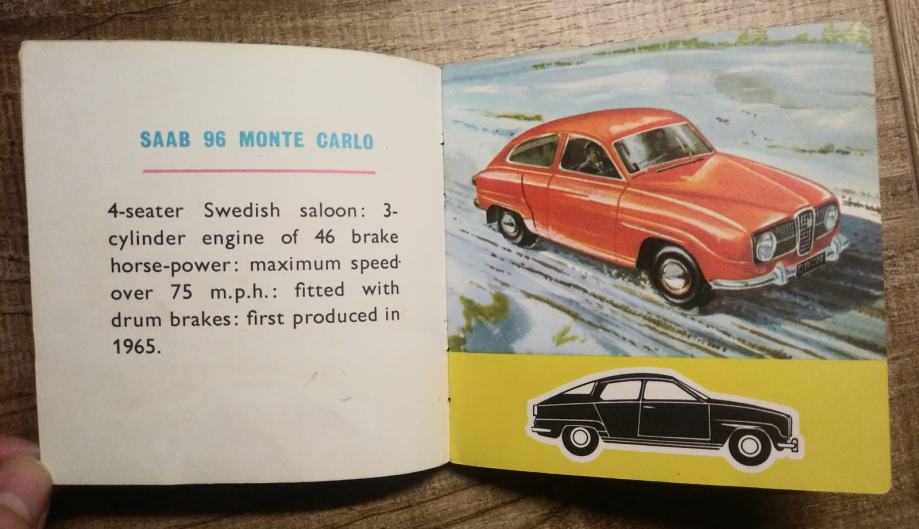 SAAB 96 MONTE CARLO
4-seater Swedish saloon: 3-
cylinder engine of 46 brake
horse-power: maximum speed
over 75 m.p.h.: fitted with
drum brakes: first produced in
1965.